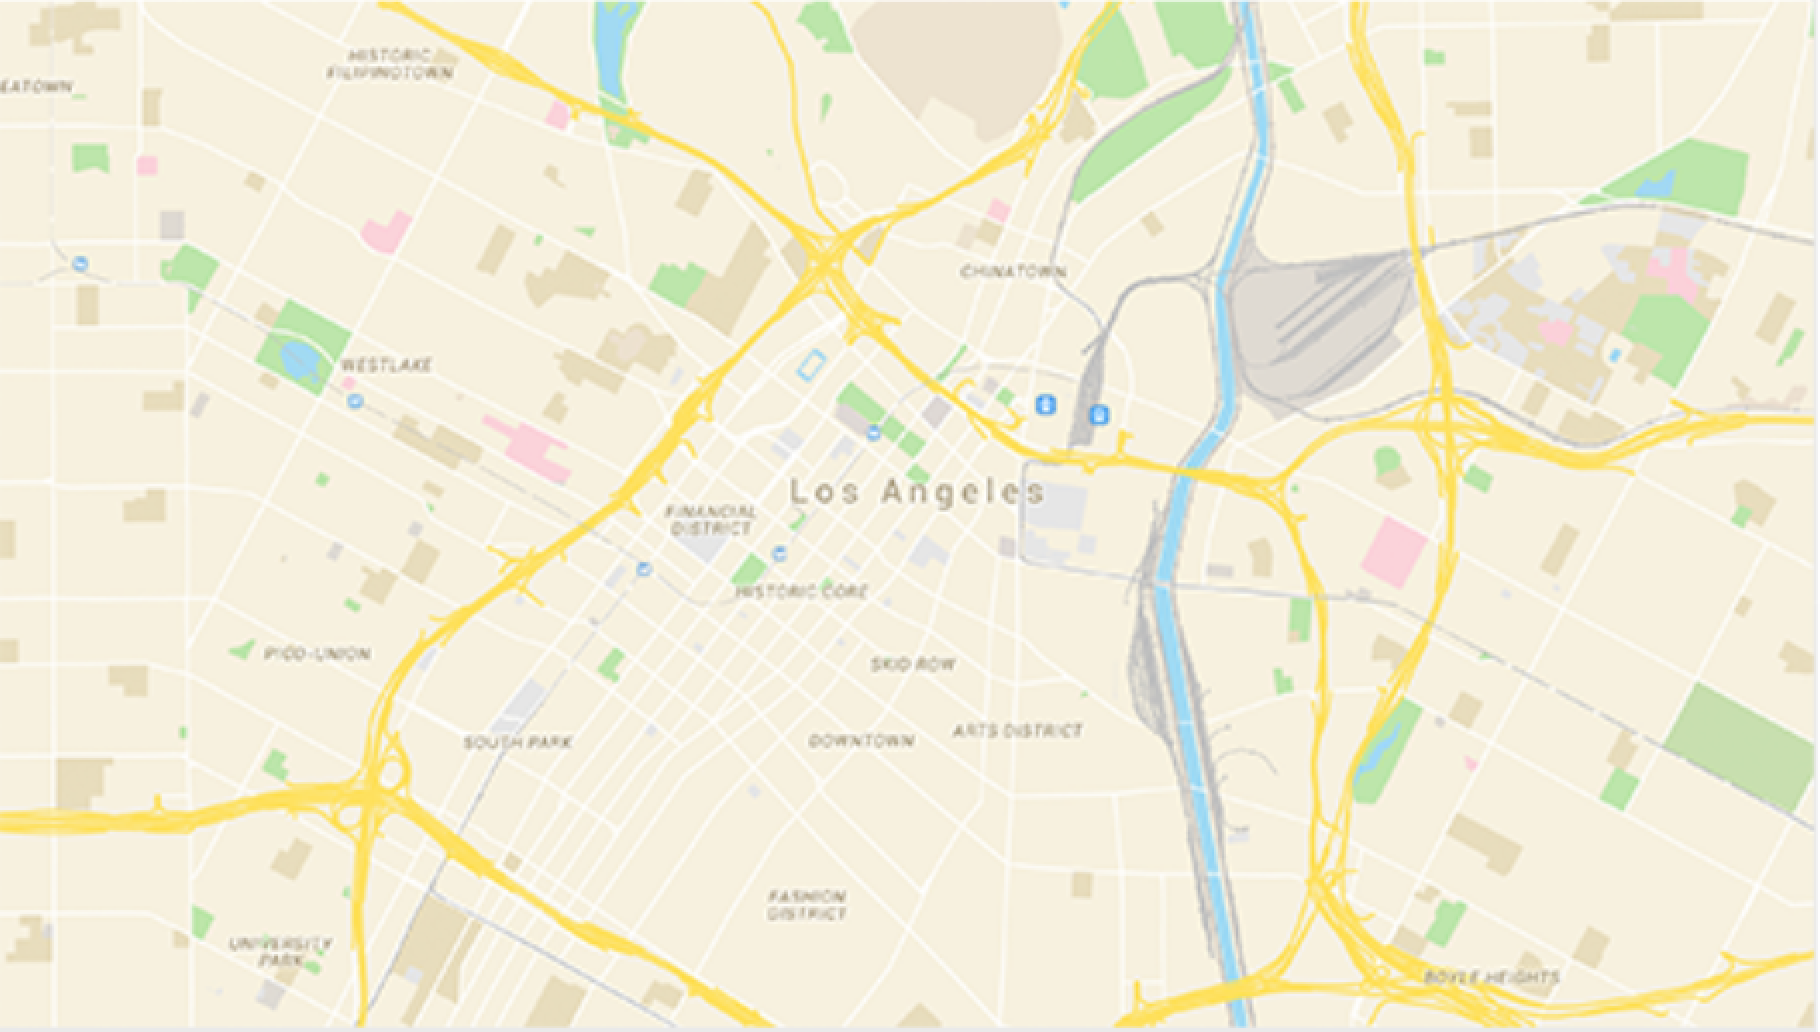 HISTORIC
FILIPINOTOWN
EATOWN
CHINATOWN
WESTLAKE
Los Angeles
FINANCIAL
DISTRICT
HISTORIC CORE
PICO-UNION
SKID ROW
SOUTH PARK
DOWNTOWN
ARTS DISTRICT
FASHION
DISTRICT
UNIVERSITY
PARK
BOYLE HEIGHTS